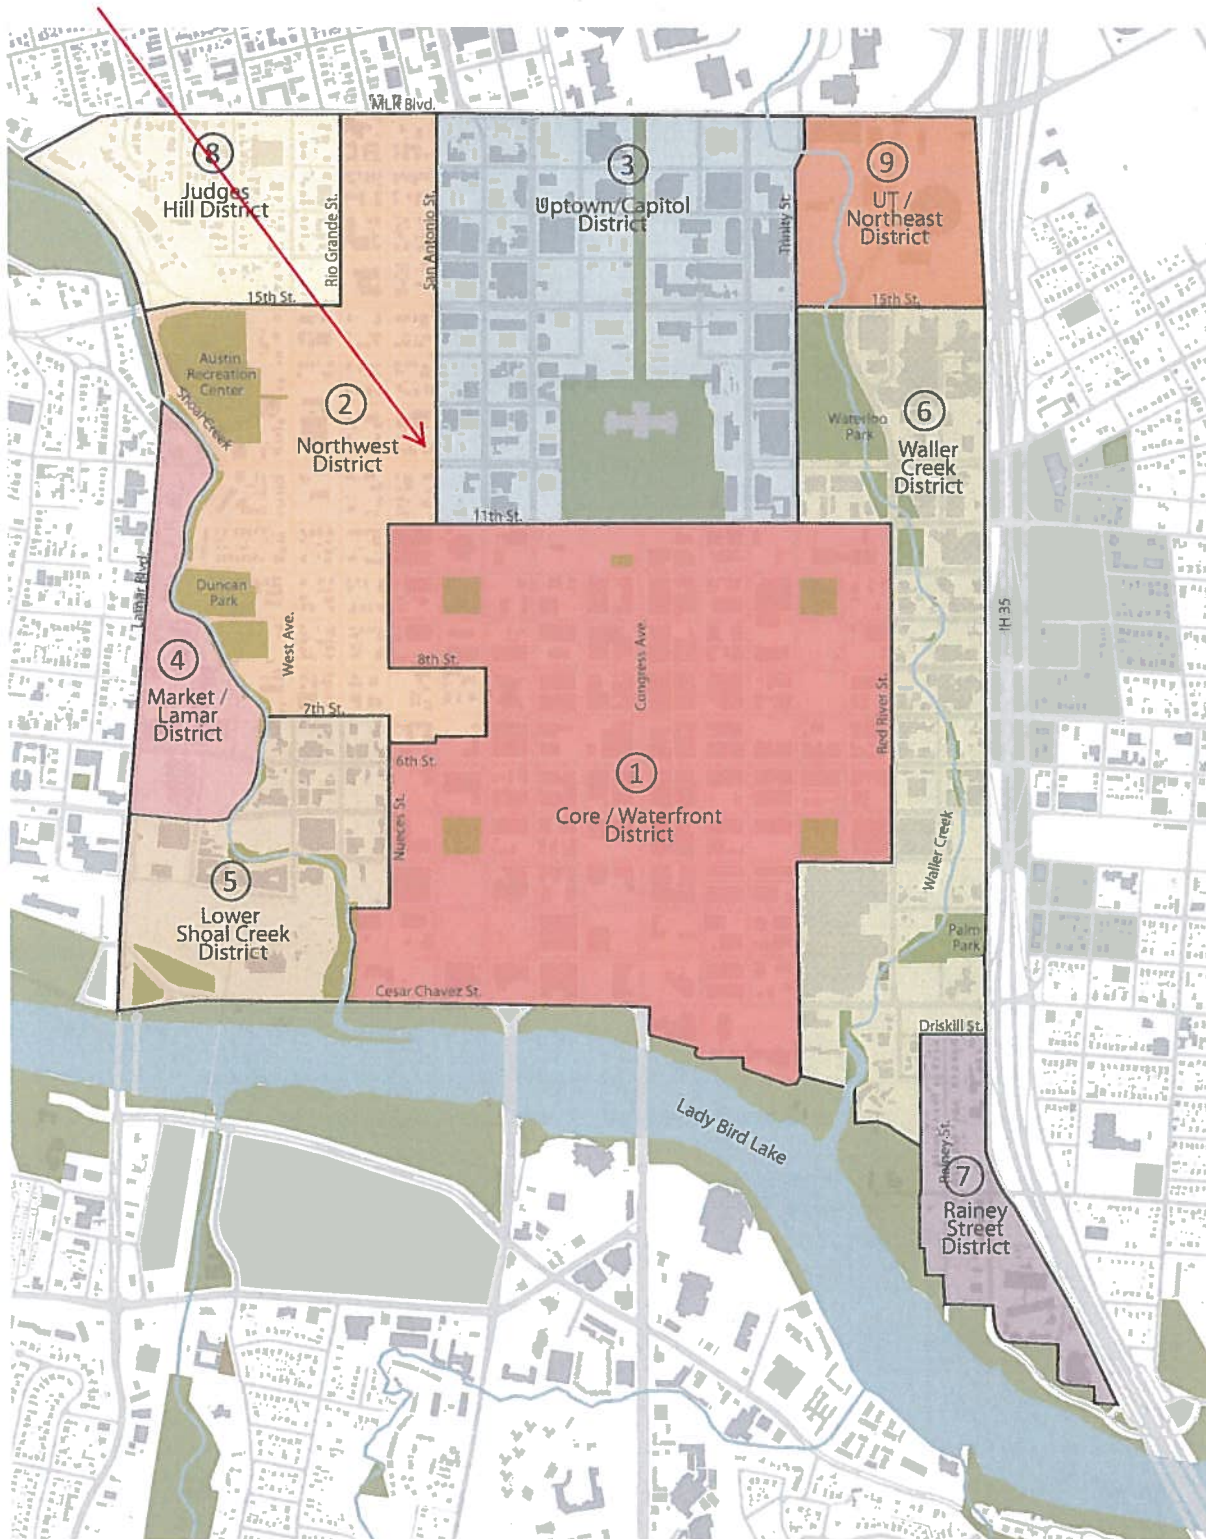 MLK Blvd.
8
Judges
Hill District
Rio Grande St.
San Antonio St.
3
Uptown/Capitol
District
Trinity St.
9
UT /
Northeast
District
15th St.
15th St.
Austin
Recreation
Center
Shoal Creek
2
Northwest
District
Waterloo
Park
6
Waller
Creek
District
11th St.
Lamar Blvd.
Duncan
Park
West Ave.
IH 35
4
Market /
Lamar
District
8th St.
Congress Ave.
Red River St.
7th St.
6th St.
1
Core / Waterfront
District
Nueces St.
Waller Creek
5
Lower
Shoal Creek
District
Palm
Park
Cesar Chavez St.
Driskill St.
Lady Bird Lake
Rainey St.
7
Rainey
Street
District